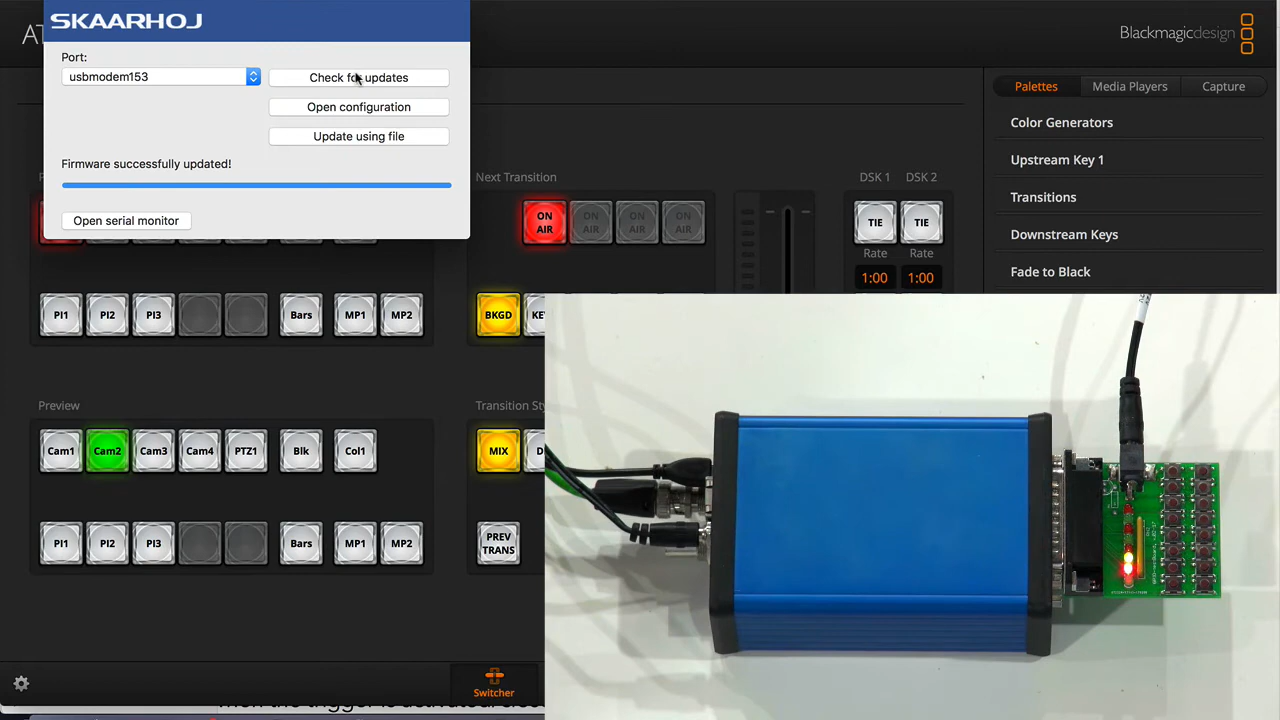 SKAARHOJ
AT
Blackmagicdesign
Port:
usbmodem153
Check for updates
Open configuration
Update using file
Firmware successfully updated!
Open serial monitor
Palettes
Media Players
Capture
Color Generators
Upstream Key 1
Transitions
Downstream Keys
Fade to Black
P
Next Transition
DSK 1
DSK 2
ON AIR
ON AIR
ON AIR
ON AIR
TIE
TIE
Rate
Rate
1:00
1:00
PI1
PI2
PI3
Bars
MP1
MP2
BKGD
KE
Preview
Transition Sty
Cam1
Cam2
Cam3
Cam4
PTZ1
Blk
Col1
MIX
D
PI1
PI2
PI3
Bars
MP1
MP2
PREV TRANS
Switcher